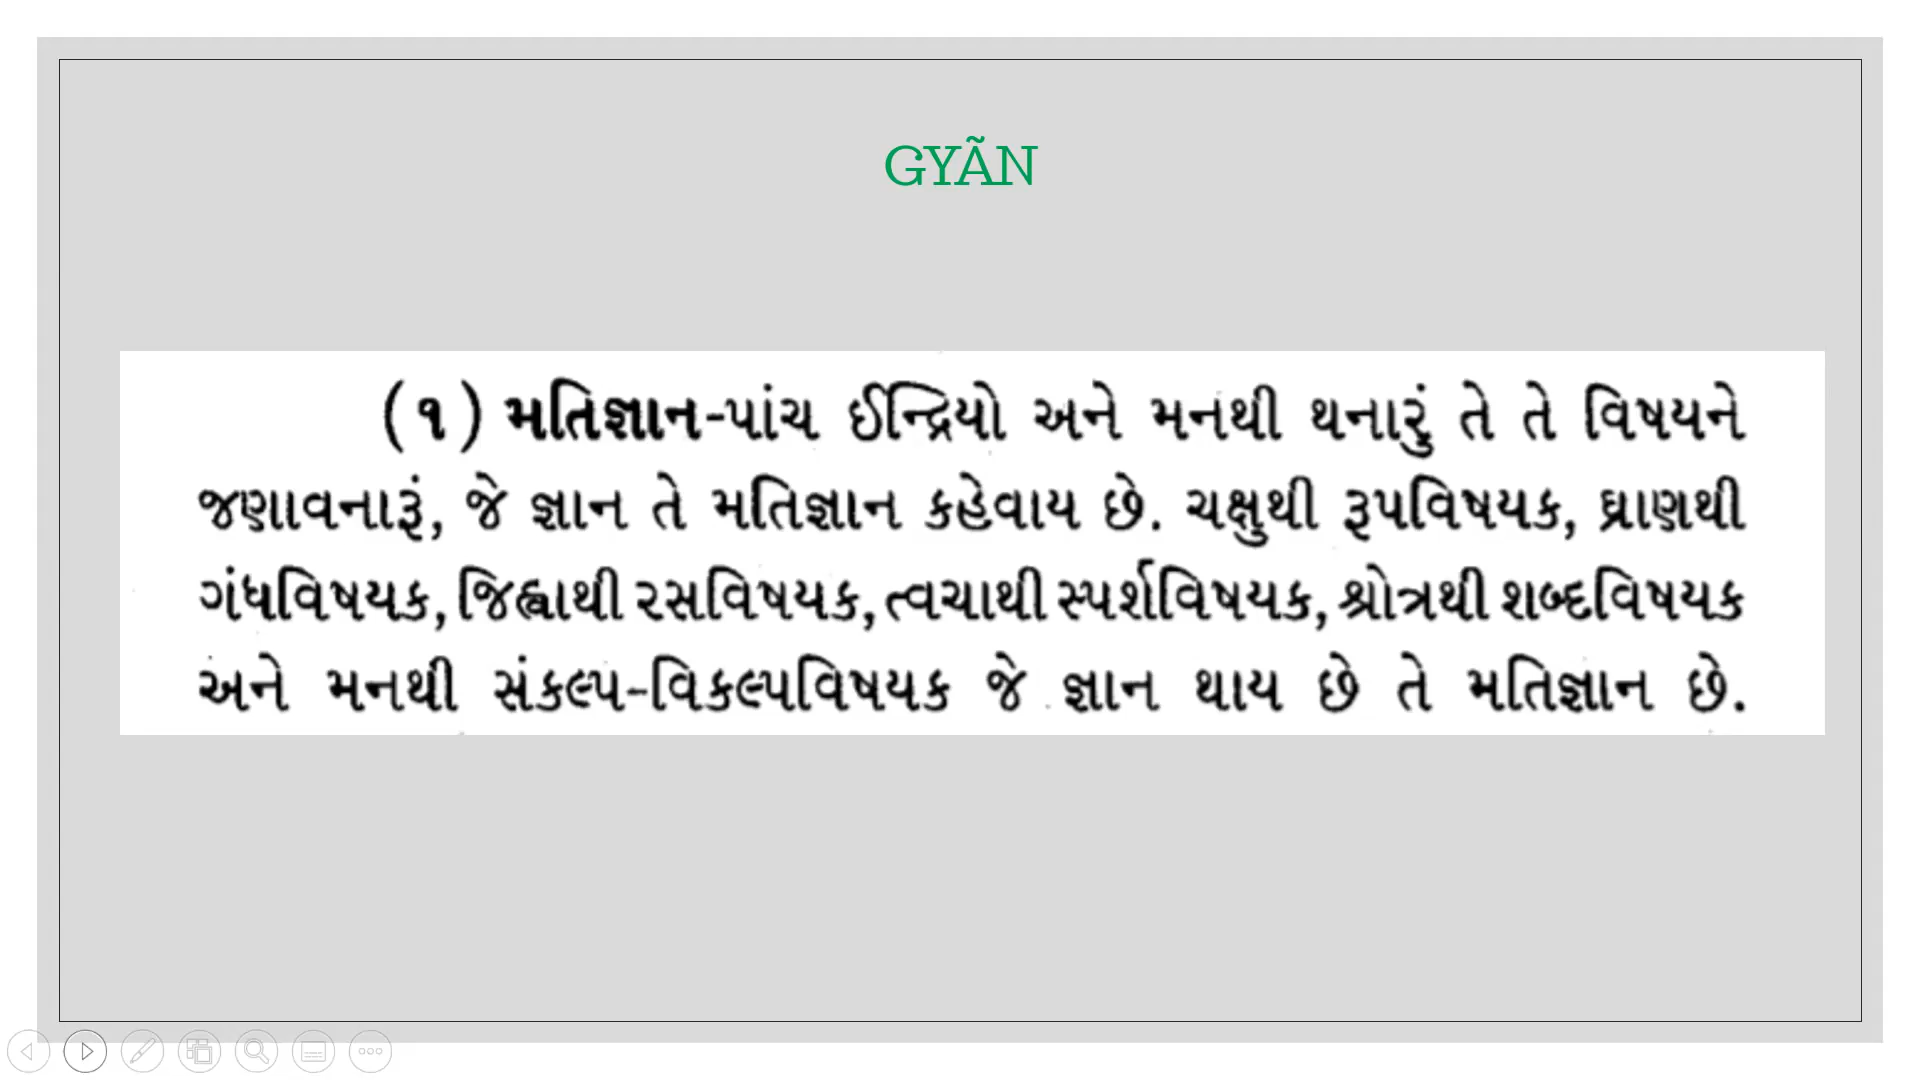 GYÃN
(૧) મતિજ્ઞાન-પાંચ ઈન્દ્રિયો અને મનથી થનારું તે તે વિષયને
જણાવનારૂં, જે જ્ઞાન તે મતિજ્ઞાન કહેવાય છે. ચક્ષુથી રૂપવિષયક, ઘ્રાણથી
ગંધવિષયક, જિહ્વાથી રસવિષયક, ત્વચાથી સ્પર્શવિષયક, શ્રોત્રથી શબ્દવિષયક
અને મનથી સંકલ્પ-વિકલ્પવિષયક જે જ્ઞાન થાય છે તે મતિજ્ઞાન છે.